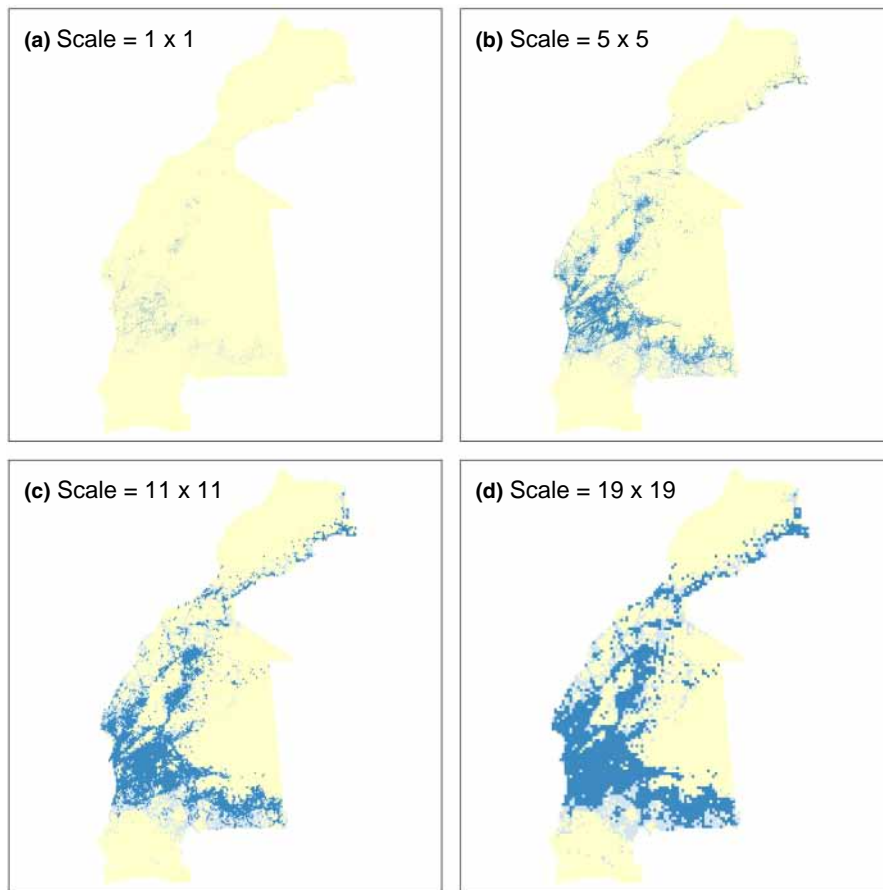 (a) Scale = 1 x 1
(b) Scale = 5 x 5
(c) Scale = 11 x 11
(d) Scale = 19 x 19